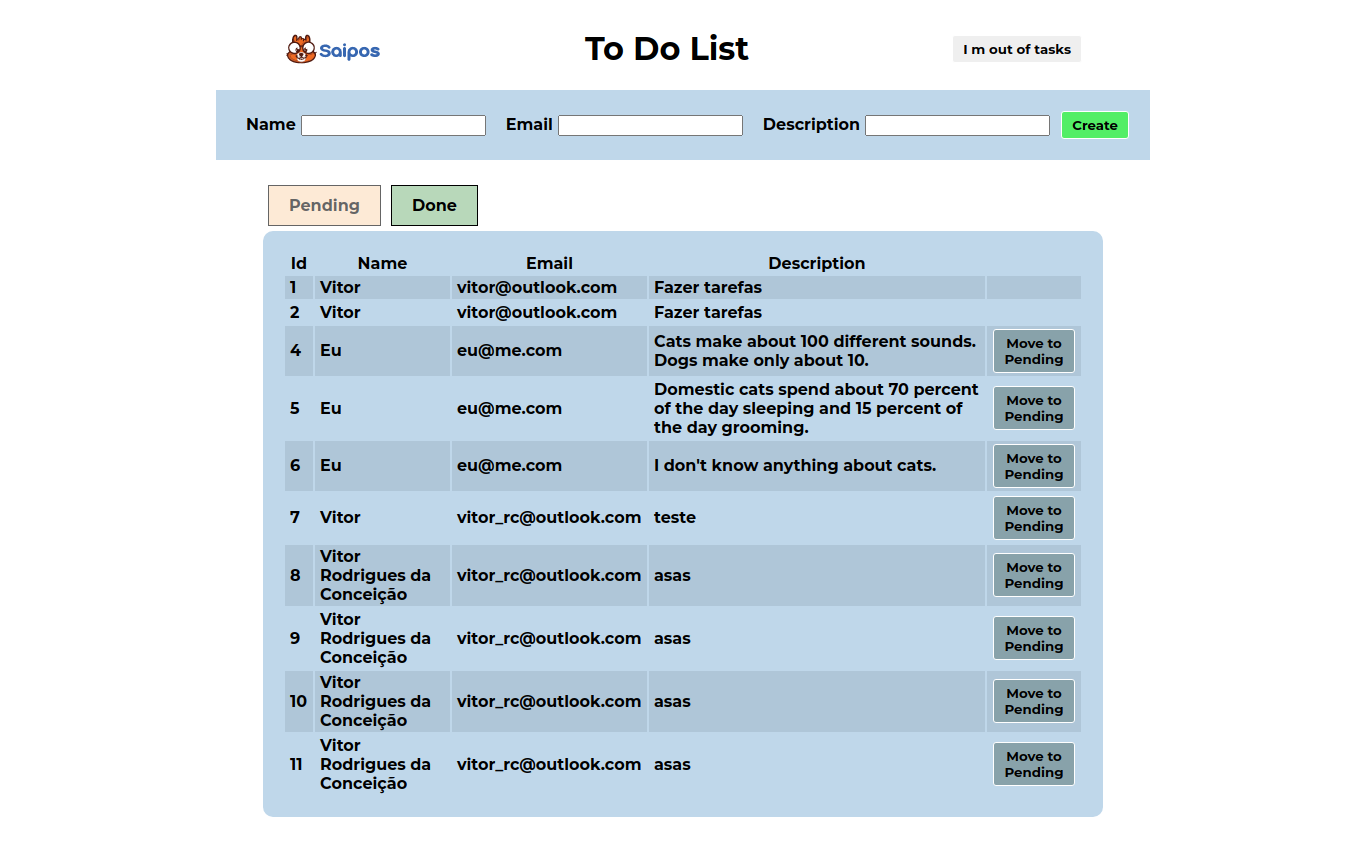 Saipos
To Do List
I m out of tasks
Name
Email
Description
Create
Pending
Done
Id Name Email Description
1 Vitor vitor@outlook.com Fazer tarefas
2 Vitor vitor@outlook.com Fazer tarefas
4 Eu eu@me.com Cats make about 100 different sounds.
Dogs make only about 10.
Move to
Pending
5 Eu eu@me.com Domestic cats spend about 70 percent
of the day sleeping and 15 percent of
the day grooming.
Move to
Pending
6 Eu eu@me.com I don't know anything about cats.
Move to
Pending
7 Vitor vitor_rc@outlook.com teste
Move to
Pending
8 Vitor
Rodrigues da
Conceição
vitor_rc@outlook.com asas
Move to
Pending
9 Vitor
Rodrigues da
Conceição
vitor_rc@outlook.com asas
Move to
Pending
10 Vitor
Rodrigues da
Conceição
vitor_rc@outlook.com asas
Move to
Pending
11 Vitor
Rodrigues da
Conceição
vitor_rc@outlook.com asas
Move to
Pending